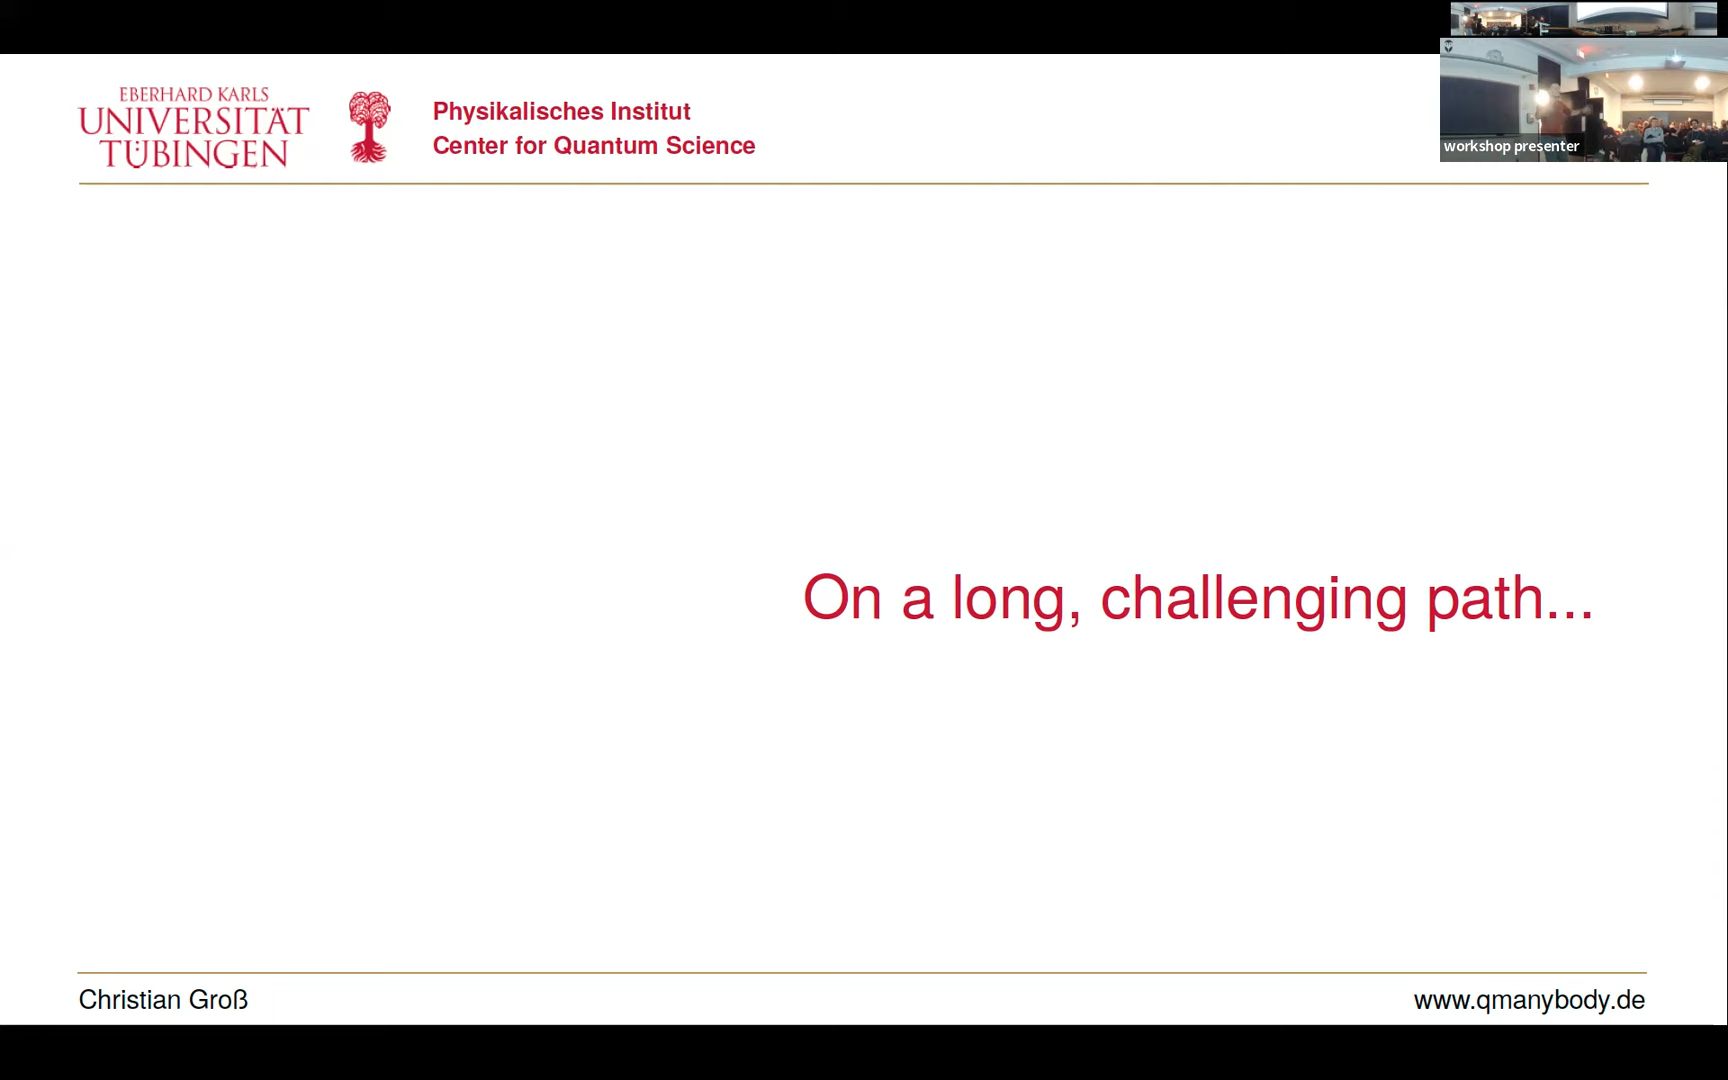 EBERHARD KARLS
UNIVERSITÄT
TÜBINGEN
Physikalisches Institut
Center for Quantum Science
workshop presenter
On a long, challenging path...
Christian Groß
www.qmanybody.de